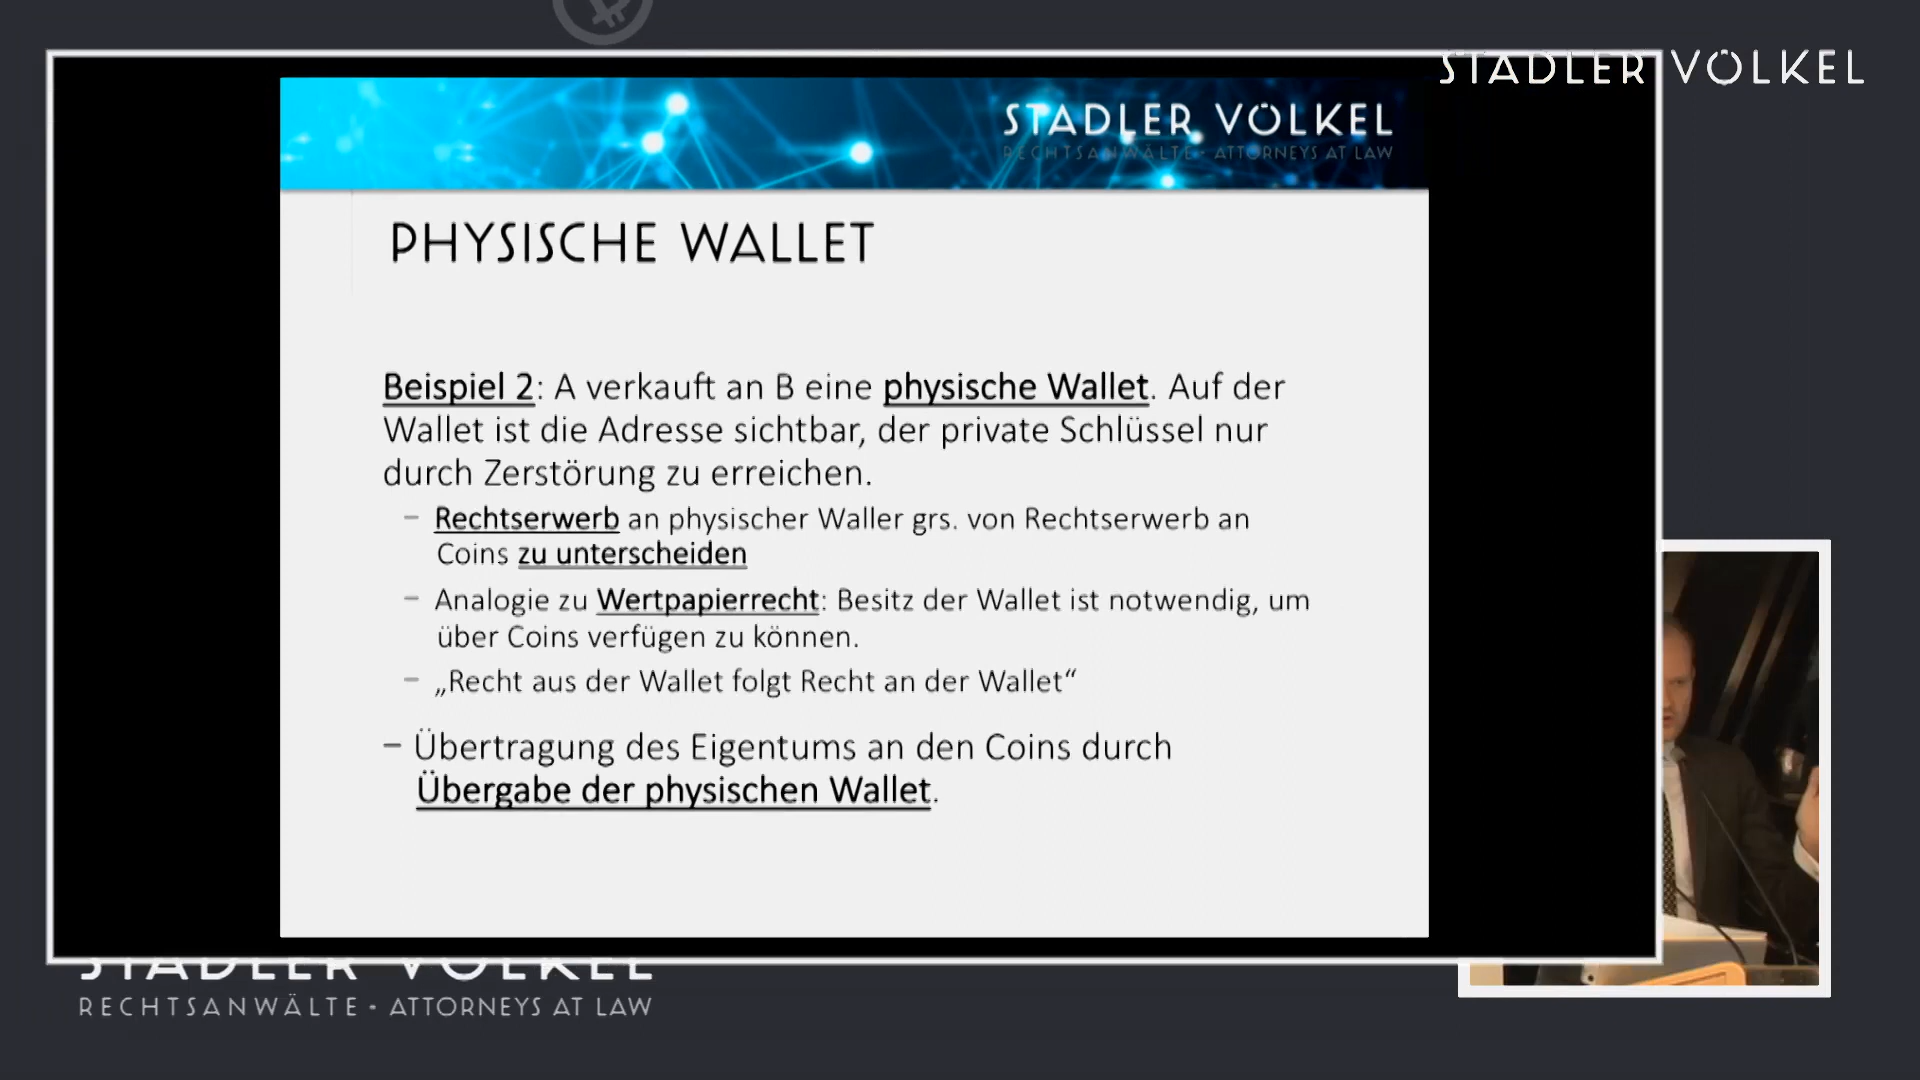 STADLER VÖLKEL
STADLER VÖLKEL
RECHTSANWÄLTE - ATTORNEYS AT LAW
PHYSISCHE WALLET
Beispiel 2: A verkauft an B eine physische Wallet. Auf der
Wallet ist die Adresse sichtbar, der private Schlüssel nur
durch Zerstörung zu erreichen.
– Rechtserwerb an physischer Waller grs. von Rechtserwerb an
Coins zu unterscheiden
– Analogie zu Wertpapierrecht: Besitz der Wallet ist notwendig, um
über Coins verfügen zu können.
– „Recht aus der Wallet folgt Recht an der Wallet“
– Übertragung des Eigentums an den Coins durch
Übergabe der physischen Wallet.
STADLER VÖLKEL
RECHTSANWÄLTE - ATTORNEYS AT LAW